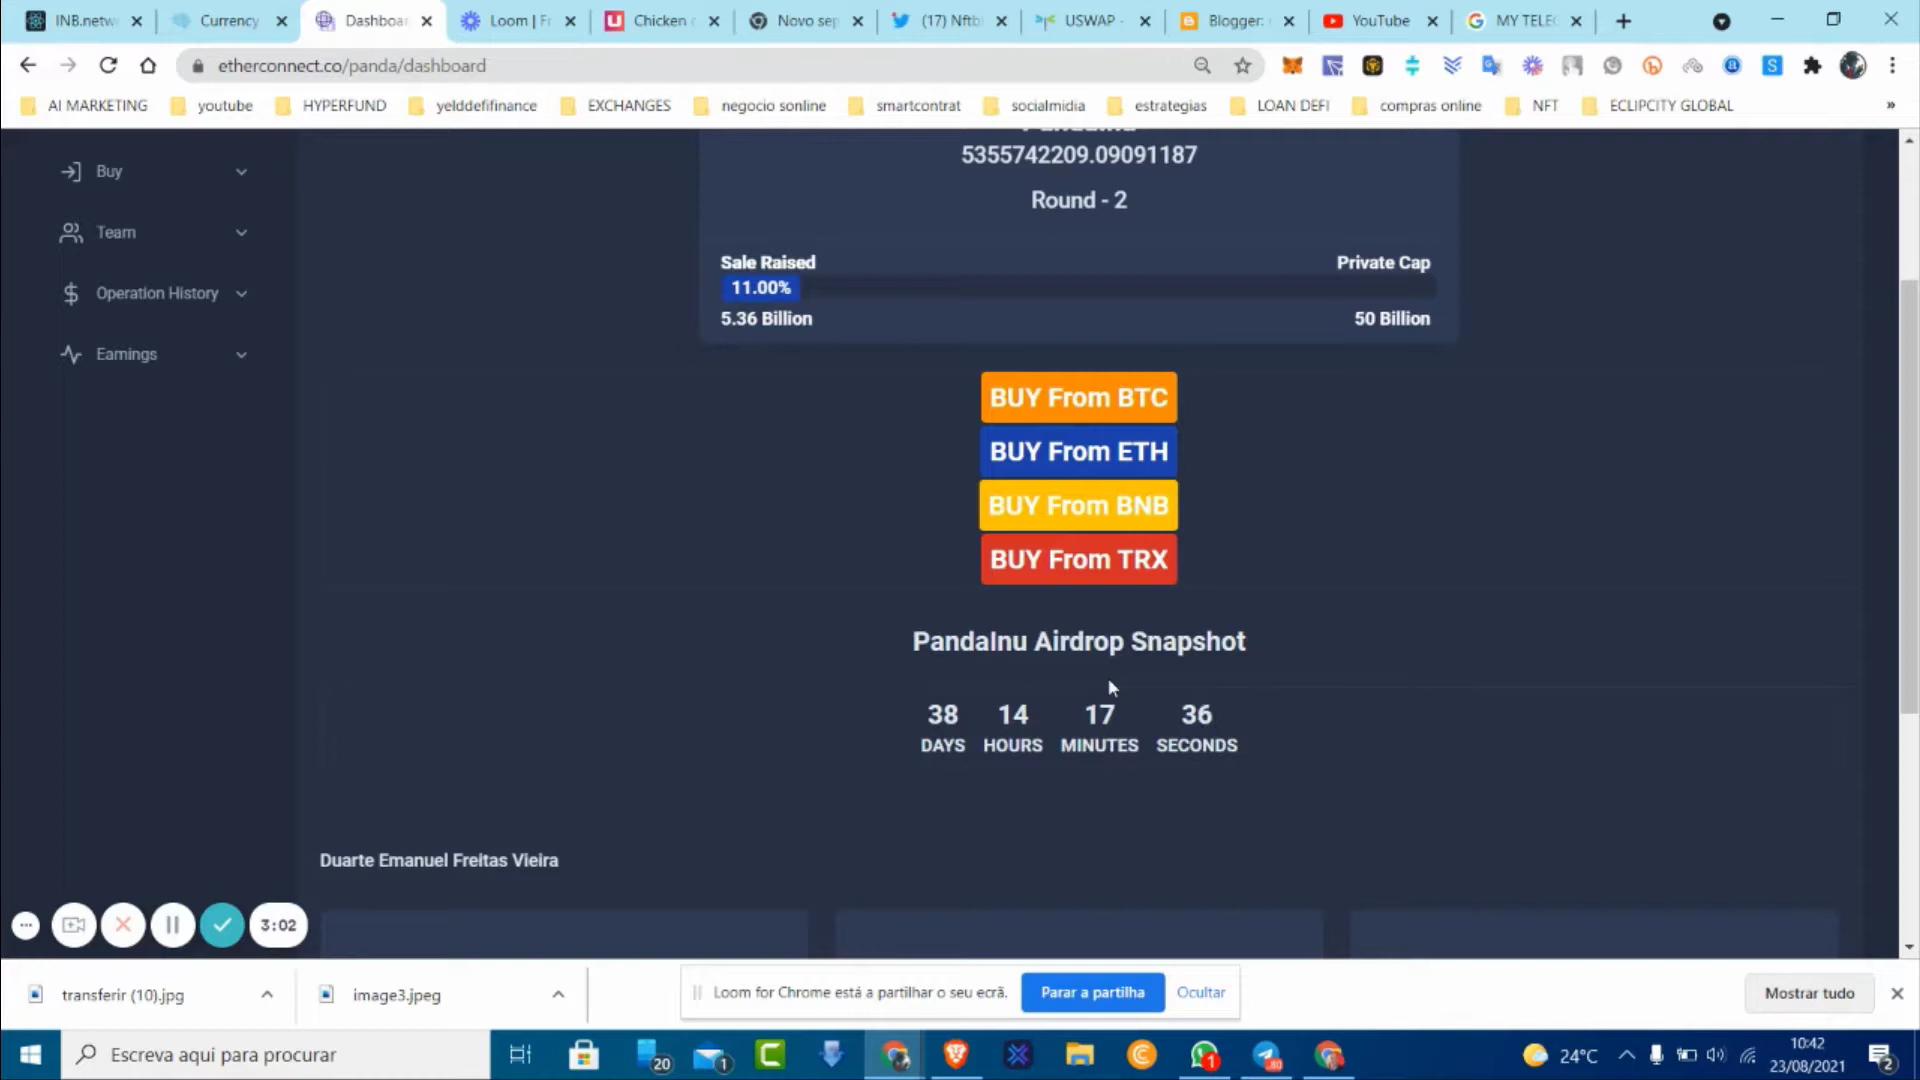 INB.netw
Currency
Dashboa
Loom | F
Chicken
Novo sep
(17) Nftb
USWAP -
Blogger:
YouTube
MY TELE
etherconnect.co/panda/dashboard
AI MARKETING
youtube
HYPERFUND
yelddefifinance
EXCHANGES
negocio sonline
smartcontrat
socialmidia
estrategias
LOAN DEFI
compras online
NFT
ECLIPCITY GLOBAL
»
Buy
Team
Operation History
Earnings
5355742209.09091187
Round - 2
Sale Raised
Private Cap
11.00%
5.36 Billion
50 Billion
BUY From BTC
BUY From ETH
BUY From BNB
BUY From TRX
PandaInu Airdrop Snapshot
38 14 17 36
DAYS HOURS MINUTES SECONDS
Duarte Emanuel Freitas Vieira
3:02
transferir (10).jpg
image3.jpeg
Loom for Chrome está a partilhar o seu ecrã.
Parar a partilha
Ocultar
Mostrar tudo
Escreva aqui para procurar
20
1
1
24°C
10:42
23/08/2021
2